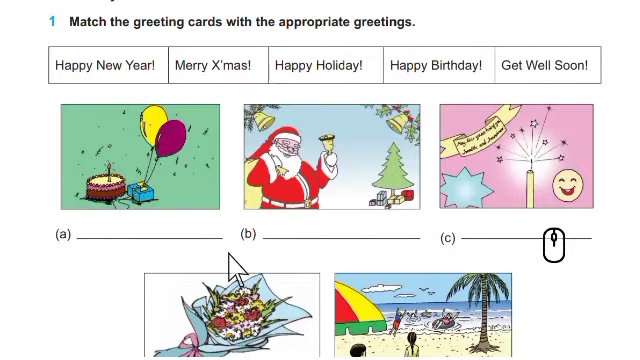 1 Match the greeting cards with the appropriate greetings.
Happy New Year! Merry X'mas! Happy Holiday! Happy Birthday! Get Well Soon!
(a) (b) (c)